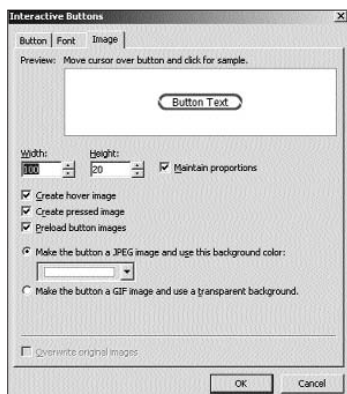 Interactive Buttons
Button Font Image
Preview: Move cursor over button and click for sample.
Button Text
Width: Height:
100 20 Maintain proportions
Create hover image
Create pressed image
Preload button images
Make the button a JPEG image and use this background color:
Make the button a GIF image and use a transparent background.
Overwrite original images
OK Cancel